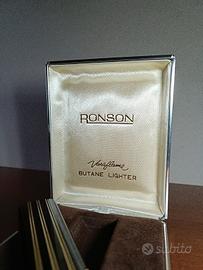 RONSON
Varaflame
BUTANE LIGHTER
subito